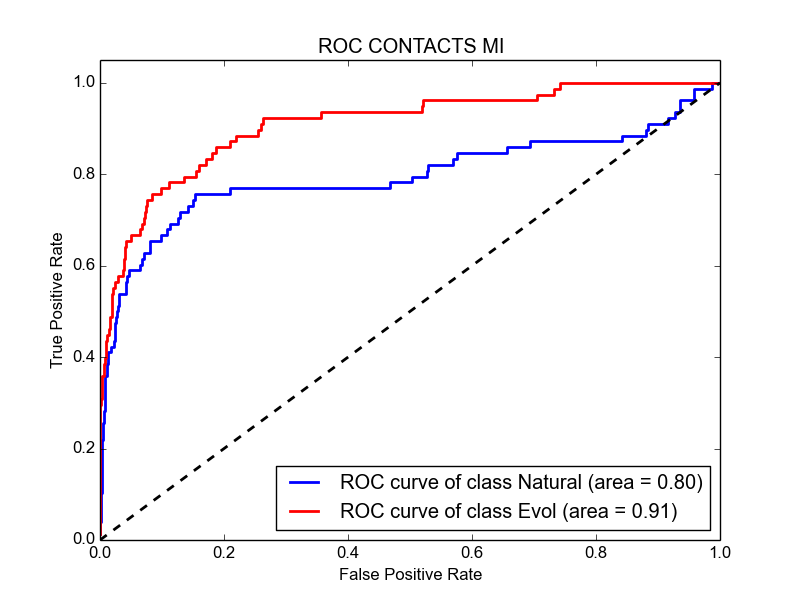 ROC CONTACTS MI
1.0
0.8
0.6
0.4
0.2
0.0
True Positive Rate
ROC curve of class Natural (area = 0.80)
ROC curve of class Evol (area = 0.91)
0.0 0.2 0.4 0.6 0.8 1.0
False Positive Rate